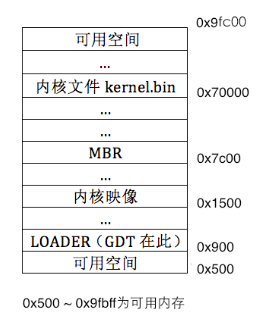 0x9fc00
可用空间
...
内核文件 kernel.bin
0x70000
...
...
MBR
0x7c00
...
内核映像
0x1500
LOADER（GDT 在此）
0x900
可用空间
0x500
0x500 ~ 0x9fbff为可用内存